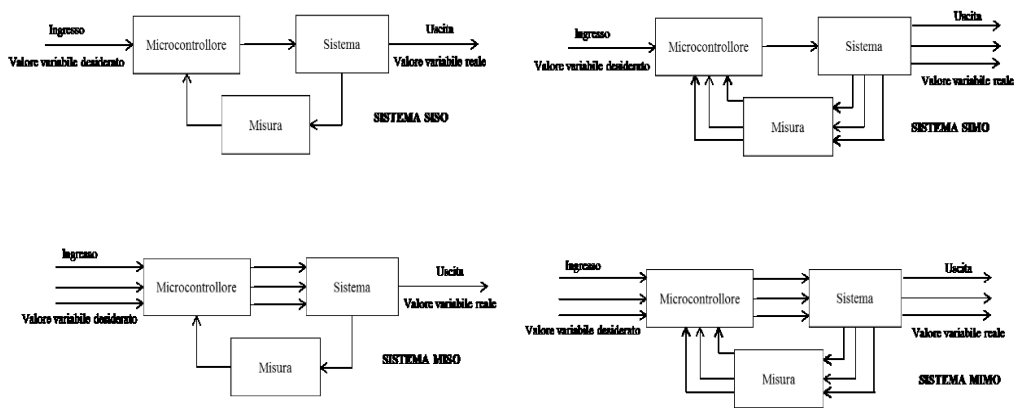 Ingresso
Microcontrollore
Sistema
Uscita
Valore variabile desiderato
Valore variabile reale
Misura
SISTEMA SISO
Ingresso
Microcontrollore
Sistema
Uscita
Valore variabile desiderato
Valore variabile reale
Misura
SISTEMA SIMO
Ingresso
Microcontrollore
Sistema
Uscita
Valore variabile desiderato
Valore variabile reale
Misura
SISTEMA MISO
Ingresso
Microcontrollore
Sistema
Uscita
Valore variabile desiderato
Valore variabile reale
Misura
SISTEMA MIMO